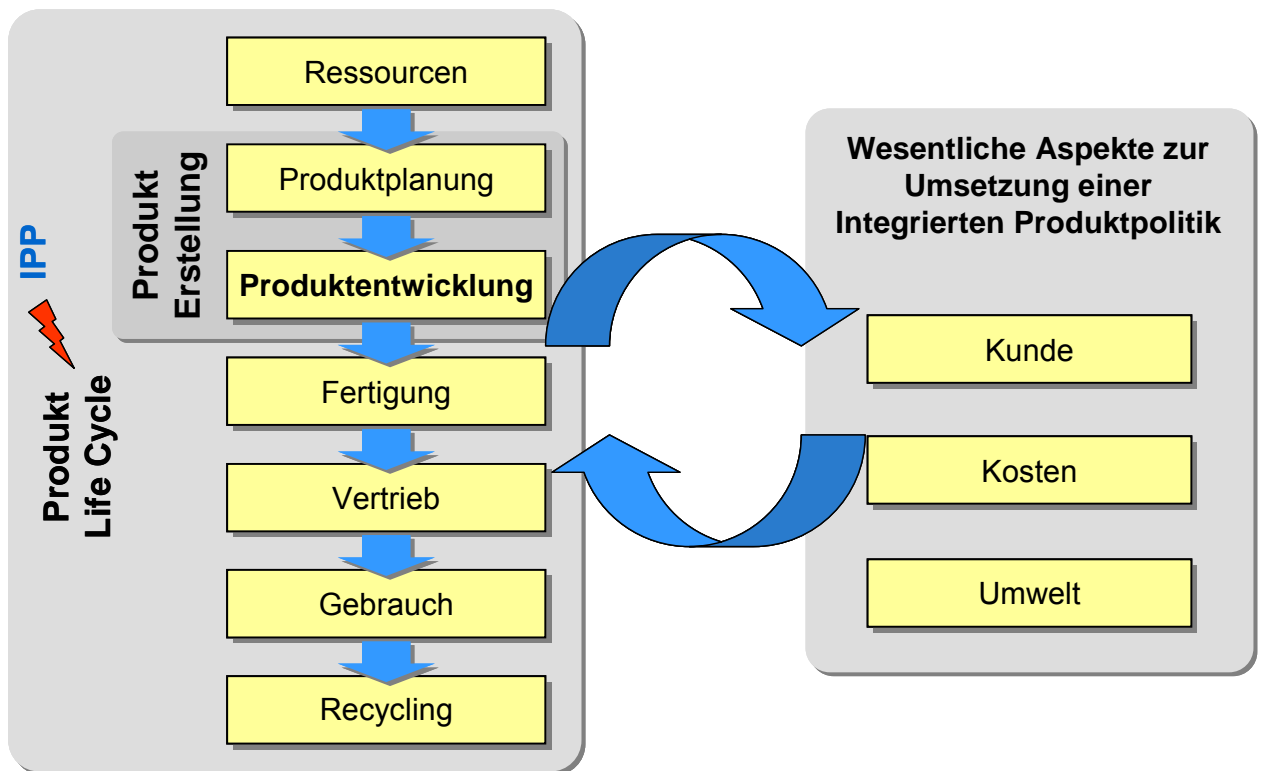 IPP
Produkt
Life Cycle
Ressourcen
Produkt
Erstellung
Produktplanung
Produktentwicklung
Fertigung
Vertrieb
Gebrauch
Recycling
Wesentliche Aspekte zur
Umsetzung einer
Integrierten Produktpolitik
Kunde
Kosten
Umwelt